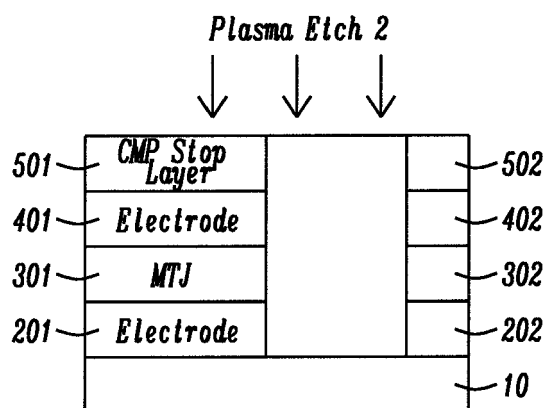 Plasma Etch 2
501 CMP Stop Layer 502
401 Electrode 402
301 MTJ 302
201 Electrode 202
10